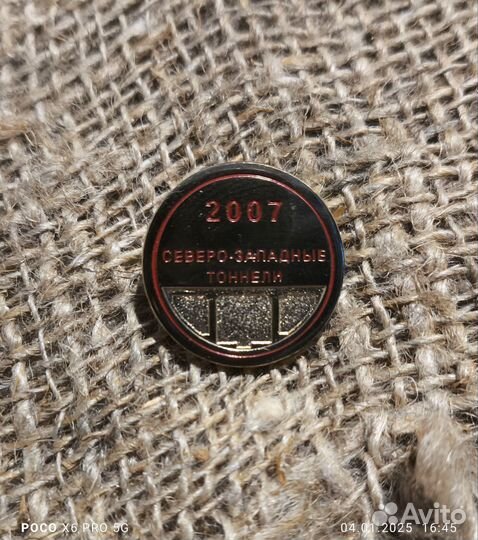 2007
СЕВЕРО-ЗАПАДНЫЕ
ТОННЕЛИ
POCO X6 PRO 5G
04.01.2025 16:45
Avito